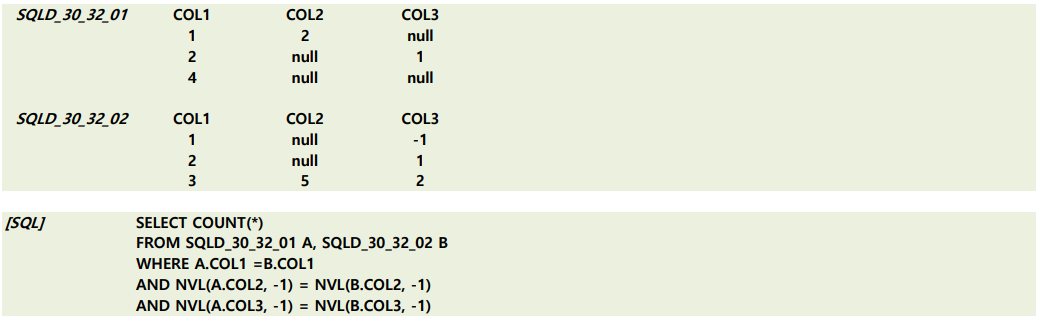 SQLD_30_32_01 COL1 COL2 COL3
1 2 null
2 null 1
4 null null
SQLD_30_32_02 COL1 COL2 COL3
1 null -1
2 null 1
3 5 2
[SQL] SELECT COUNT(*)
FROM SQLD_30_32_01 A, SQLD_30_32_02 B
WHERE A.COL1 =B.COL1
AND NVL(A.COL2, -1) = NVL(B.COL2, -1)
AND NVL(A.COL3, -1) = NVL(B.COL3, -1)